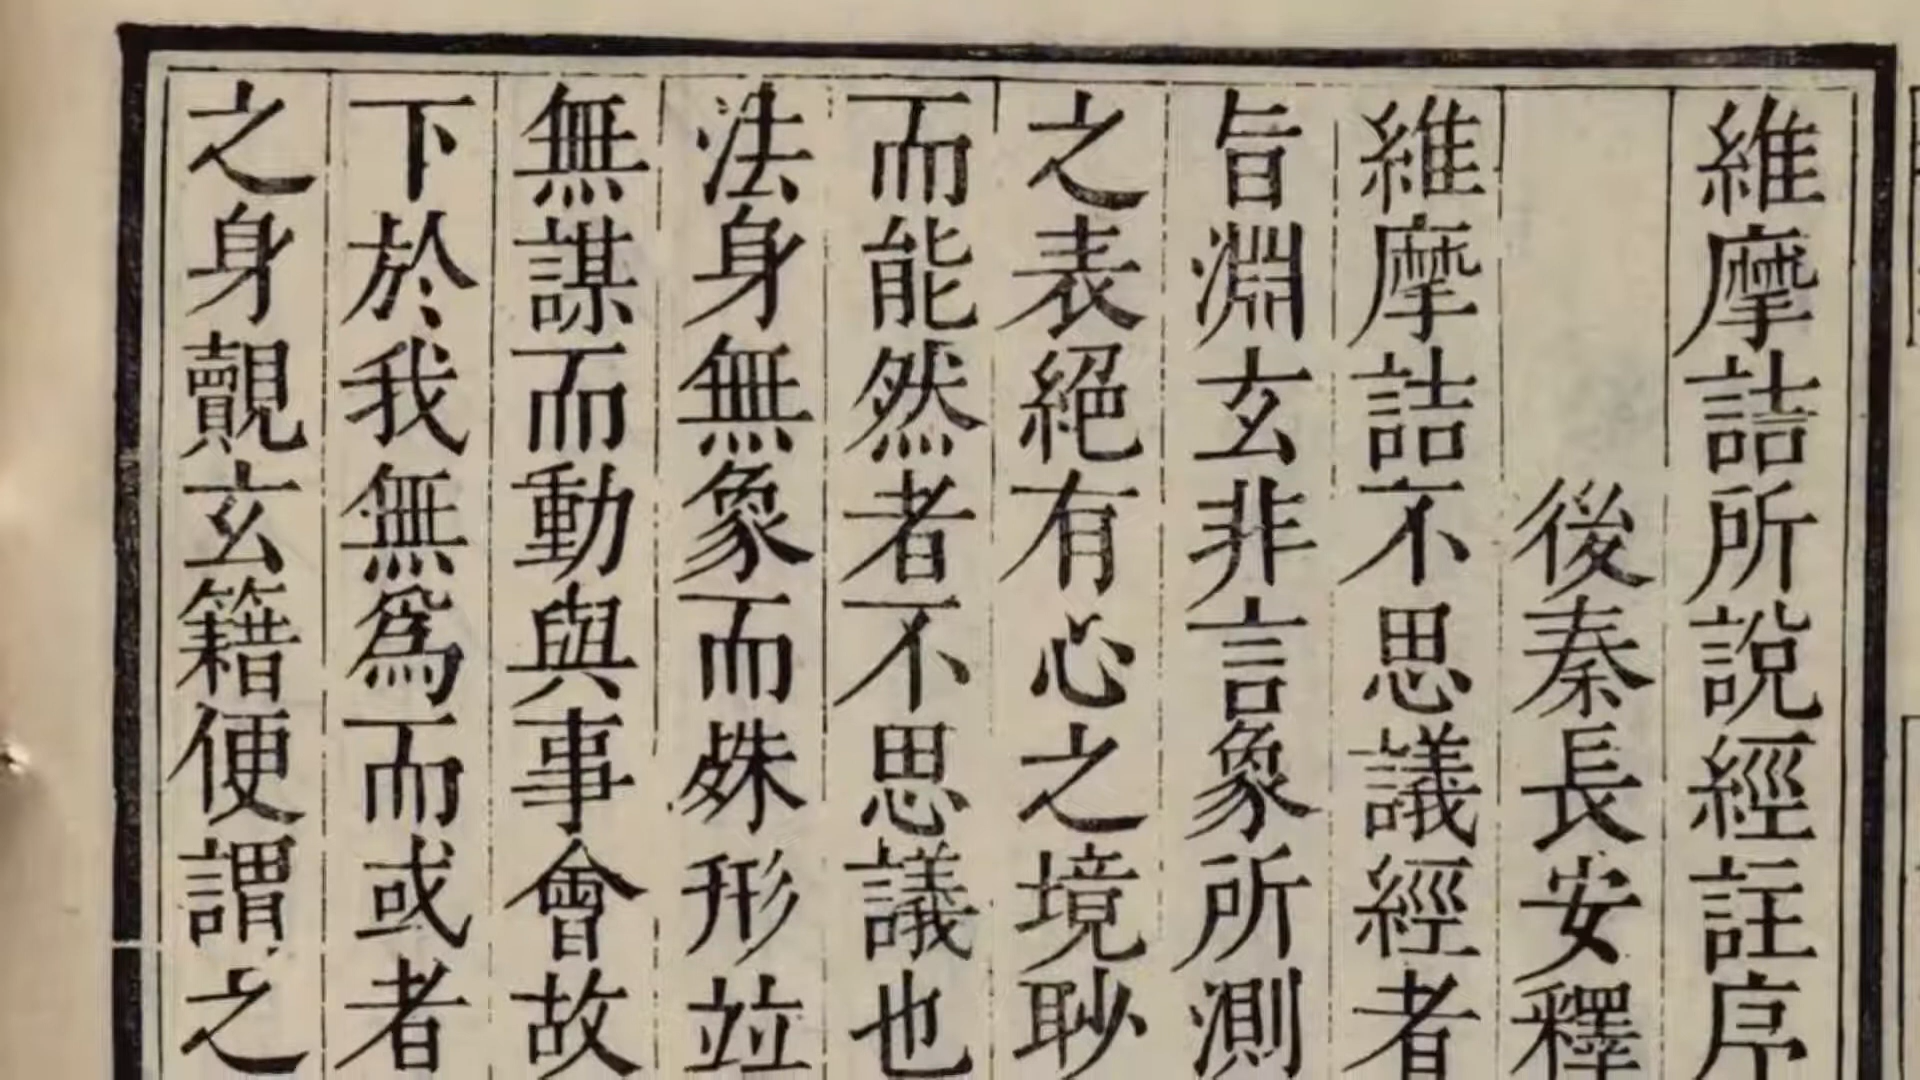 維摩詰所說經註序
後秦長安釋
維摩詰不思議經者
旨淵玄非言象所測
之表絕有心之境眇
而能然者不思議也
法身無象而殊形並
無謀而動與事會故
下於我無爲而或者
之身覿玄籍便謂之